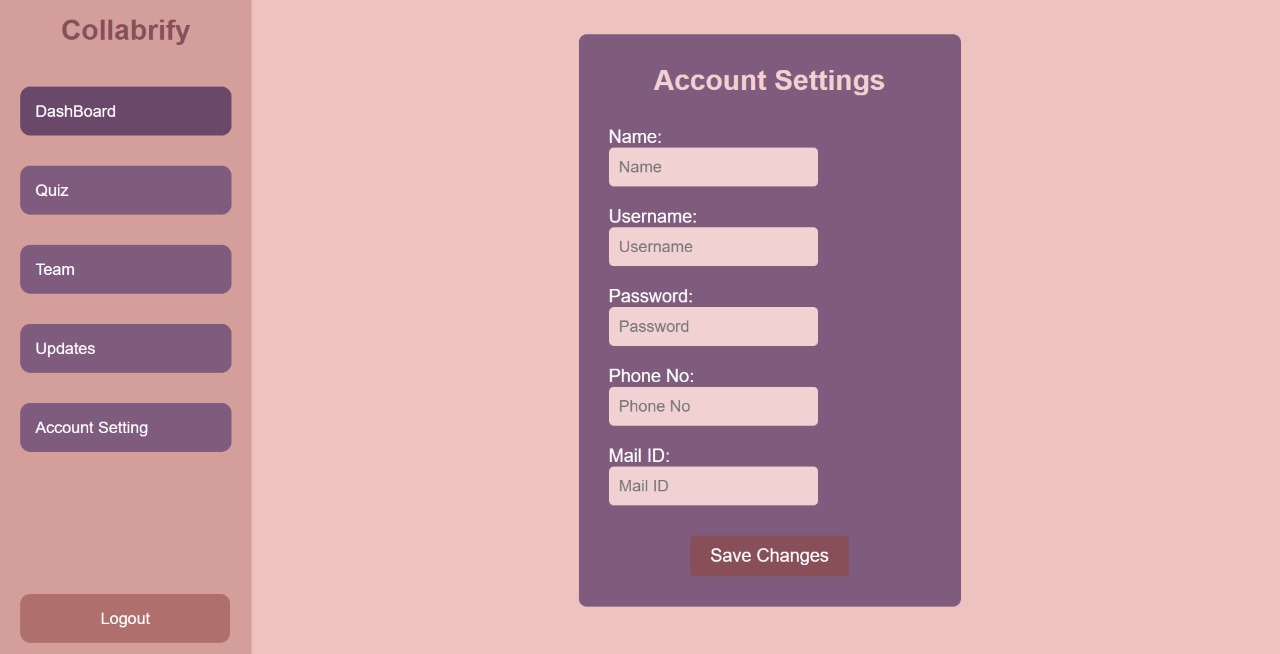 Collabrify
DashBoard
Quiz
Team
Updates
Account Setting
Logout
Account Settings
Name:
Name
Username:
Username
Password:
Password
Phone No:
Phone No
Mail ID:
Mail ID
Save Changes